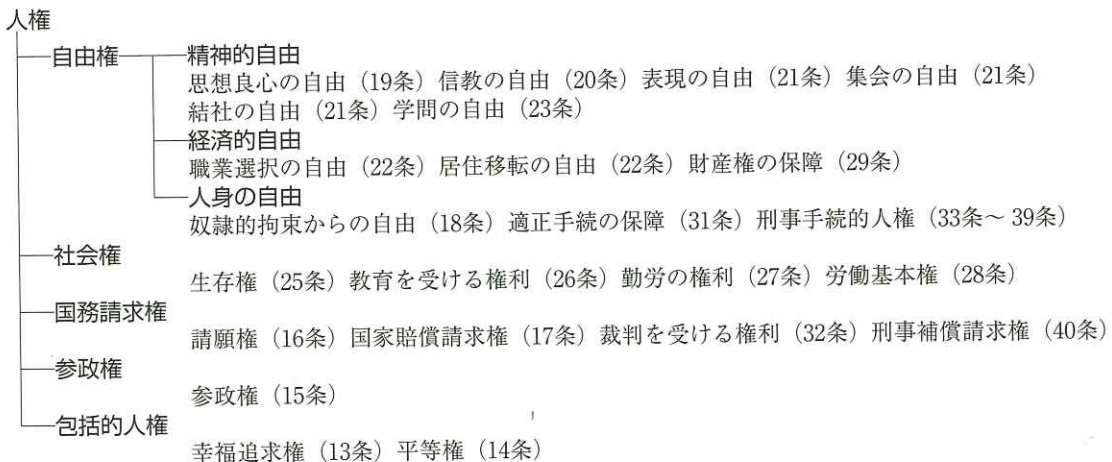 人権
自由権
精神的自由
思想良心の自由（19条）信教の自由（20条）表現の自由（21条）集会の自由（21条）
結社の自由（21条）学問の自由（23条）
経済的自由
職業選択の自由（22条）居住移転の自由（22条）財産権の保障（29条）
人身の自由
奴隷的拘束からの自由（18条）適正手続の保障（31条）刑事手続的人権（33条～39条）
社会権
生存権（25条）教育を受ける権利（26条）勤労の権利（27条）労働基本権（28条）
国務請求権
請願権（16条）国家賠償請求権（17条）裁判を受ける権利（32条）刑事補償請求権（40条）
参政権
参政権（15条）
包括的人権
幸福追求権（13条）平等権（14条）